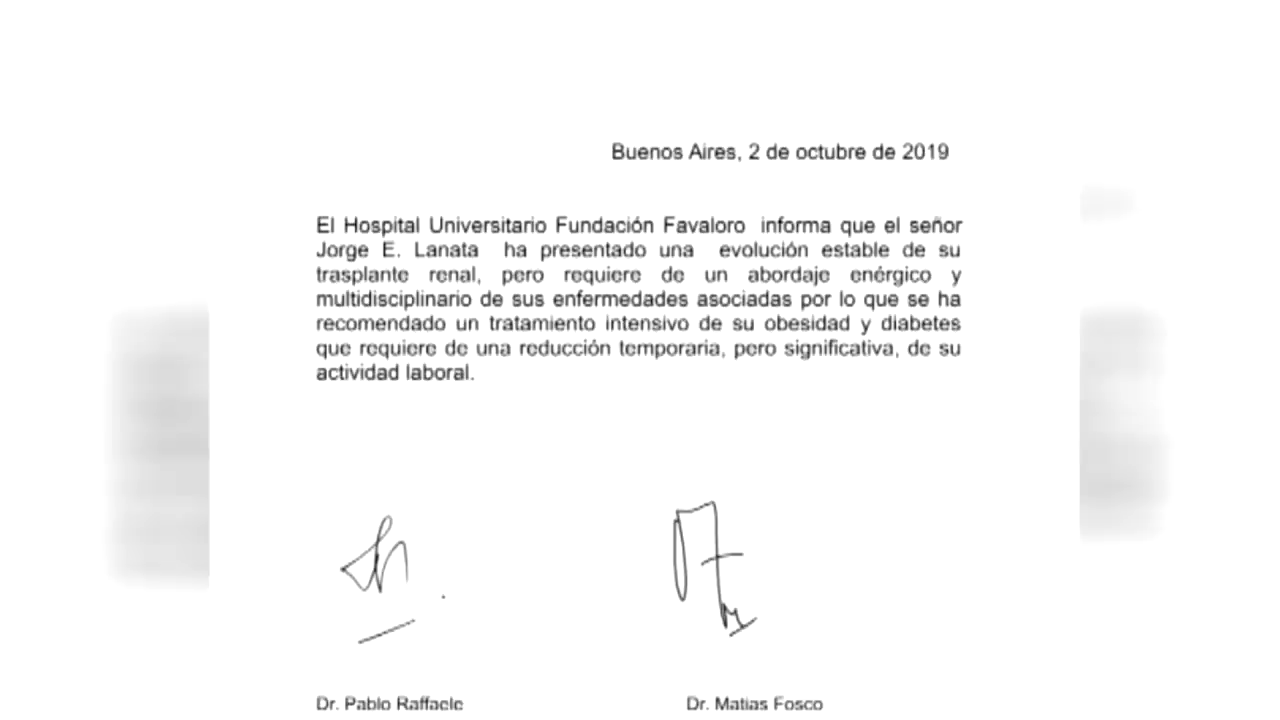 Buenos Aires, 2 de octubre de 2019
El Hospital Universitario Fundación Favaloro informa que el señor
Jorge E. Lanata ha presentado una evolución estable de su
trasplante renal, pero requiere de un abordaje enérgico y
multidisciplinario de sus enfermedades asociadas por lo que se ha
recomendado un tratamiento intensivo de su obesidad y diabetes
que requiere de una reducción temporaria, pero significativa, de su
actividad laboral.
Dr. Pablo Raffaele
Dr. Matias Fosco